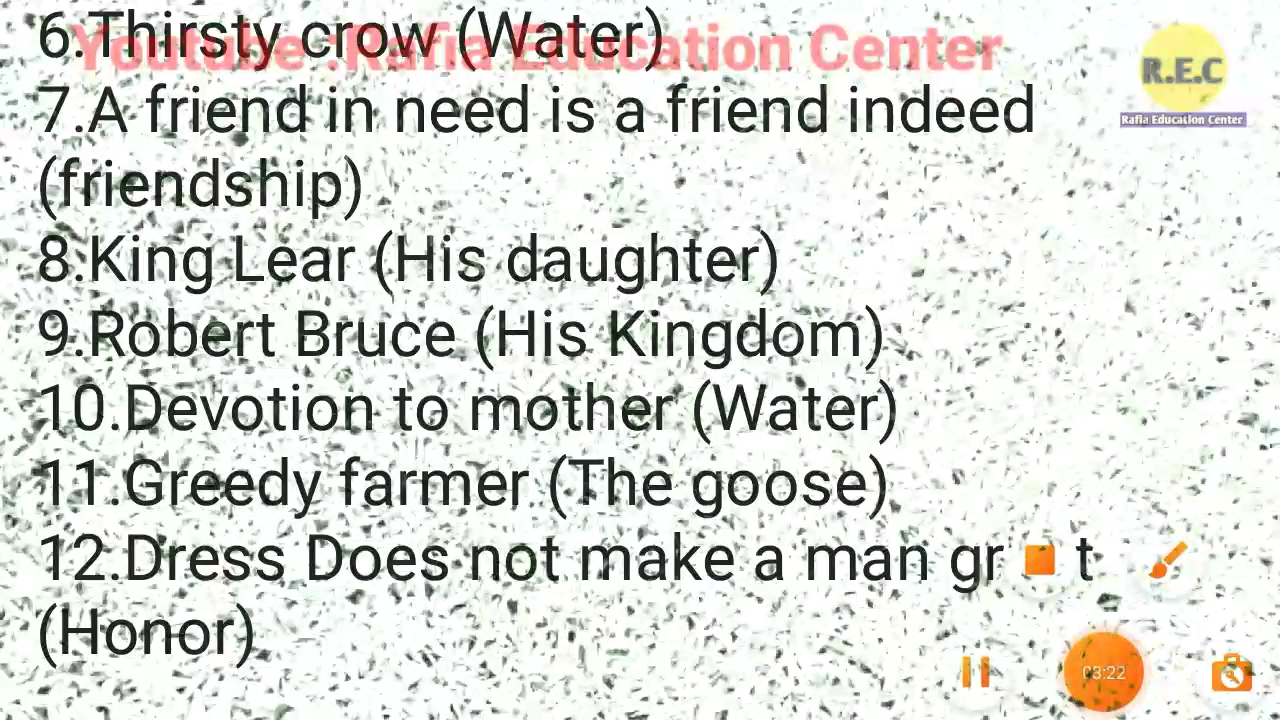 6.Thirsty crow (Water)
Youtube :Rafia Education Center
R.E.C
Rafia Education Center
7.A friend in need is a friend indeed
(friendship)
8.King Lear (His daughter)
9.Robert Bruce (His Kingdom)
10.Devotion to mother (Water)
11.Greedy farmer (The goose)
12.Dress Does not make a man gr t
(Honor)
03:22